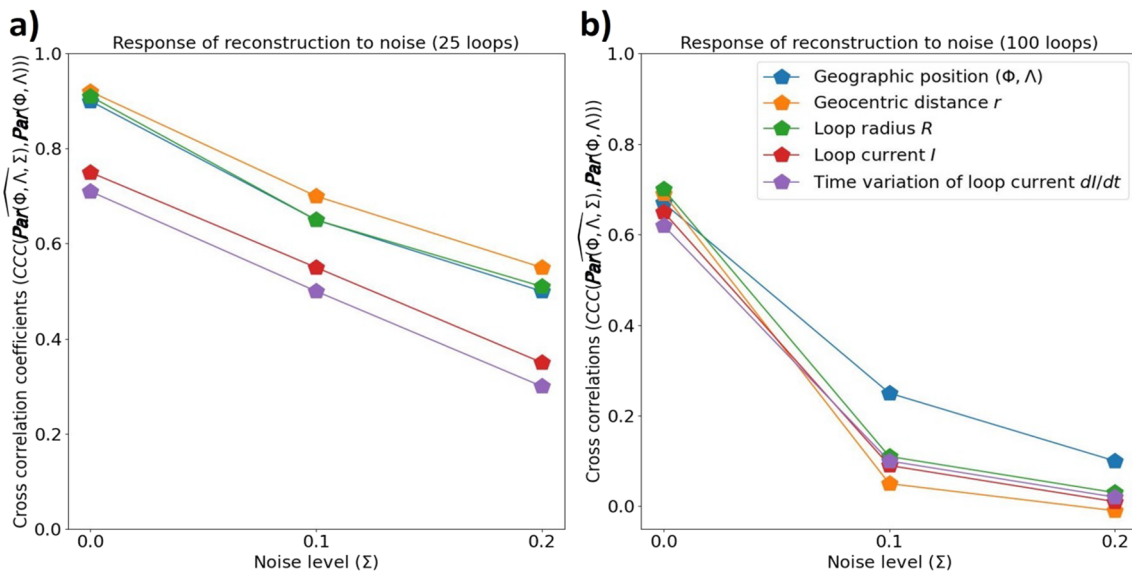 a)
Response of reconstruction to noise (25 loops)
Cross correlation coefficients (CCC(Par(Φ, Λ, Σ), Par(Φ, Λ)))
1.0
0.8
0.6
0.4
0.2
0.0
0.0 0.1 0.2
Noise level (Σ)
b)
Response of reconstruction to noise (100 loops)
Cross correlations (CCC(Par(Φ, Λ, Σ), Par(Φ, Λ)))
1.0
0.8
0.6
0.4
0.2
0.0
0.0 0.1 0.2
Noise level (Σ)
Geographic position (Φ, Λ)
Geocentric distance r
Loop radius R
Loop current I
Time variation of loop current dI/dt